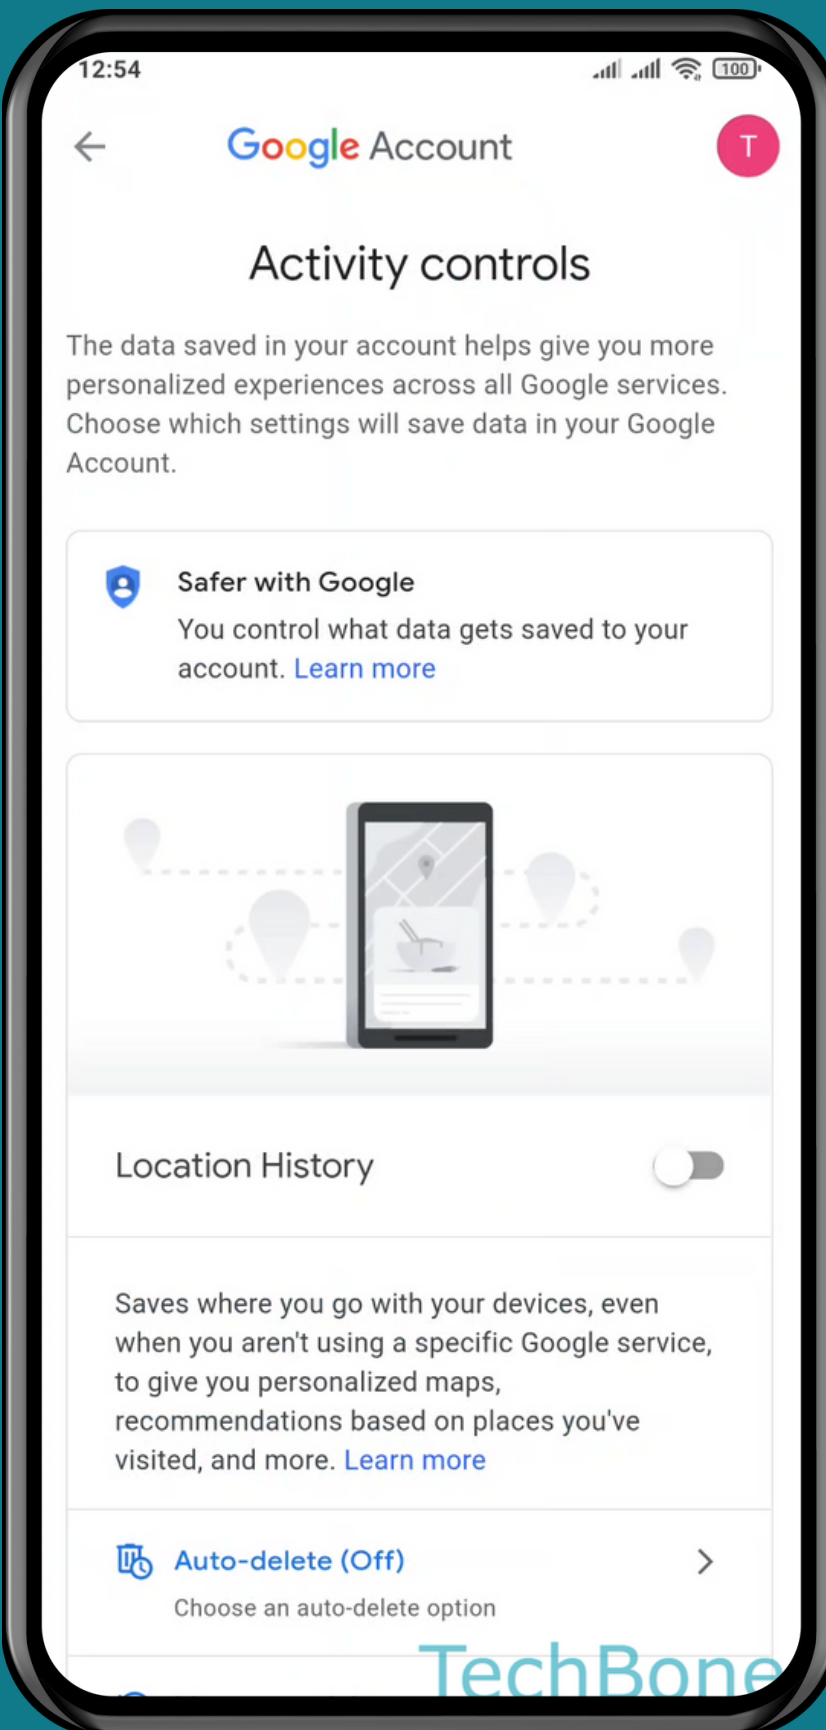 12:54
100
Google Account
T
Activity controls
The data saved in your account helps give you more
personalized experiences across all Google services.
Choose which settings will save data in your Google
Account.
Safer with Google
You control what data gets saved to your
account. Learn more
Location History
Saves where you go with your devices, even
when you aren't using a specific Google service,
to give you personalized maps,
recommendations based on places you've
visited, and more. Learn more
Auto-delete (Off)
Choose an auto-delete option
TechBone